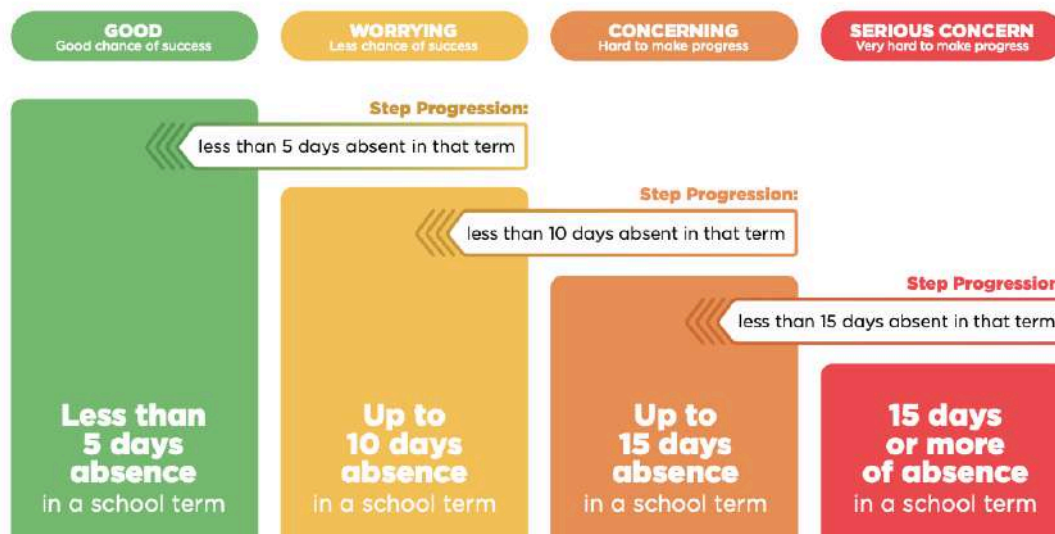 GOOD
Good chance of success
WORRYING
Less chance of success
CONCERNING
Hard to make progress
SERIOUS CONCERN
Very hard to make progress
Step Progression:
less than 5 days absent in that term
Step Progression:
less than 10 days absent in that term
Step Progression
less than 15 days absent in that term
Less than
5 days
absence
in a school term
Up to
10 days
absence
in a school term
Up to
15 days
absence
in a school term
15 days
or more
of absence
in a school term